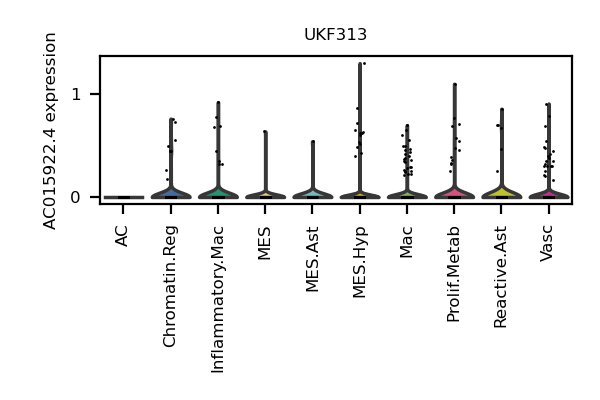 UKF313
AC015922.4 expression
1
0
AC
Chromatin.Reg
Inflammatory.Mac
MES
MES.Ast
MES.Hyp
Mac
Prolif.Metab
Reactive.Ast
Vasc